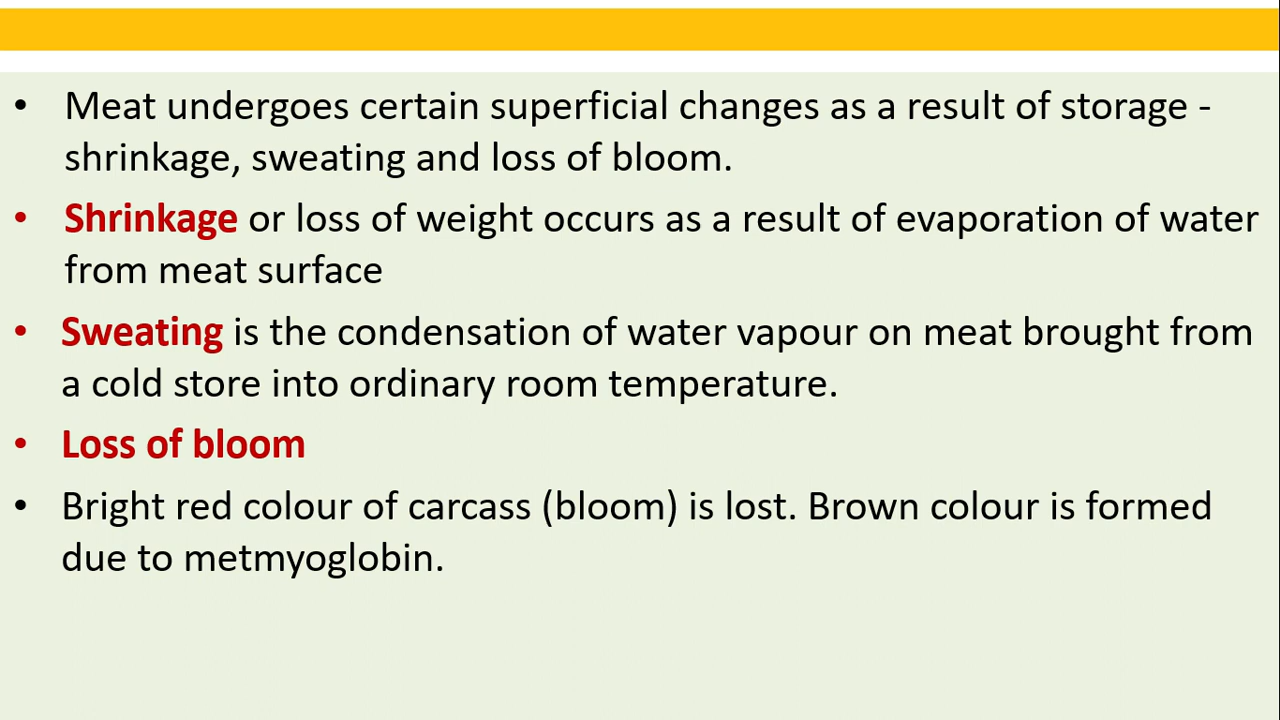 • Meat undergoes certain superficial changes as a result of storage -
shrinkage, sweating and loss of bloom.
• Shrinkage or loss of weight occurs as a result of evaporation of water
from meat surface
• Sweating is the condensation of water vapour on meat brought from
a cold store into ordinary room temperature.
• Loss of bloom
• Bright red colour of carcass (bloom) is lost. Brown colour is formed
due to metmyoglobin.